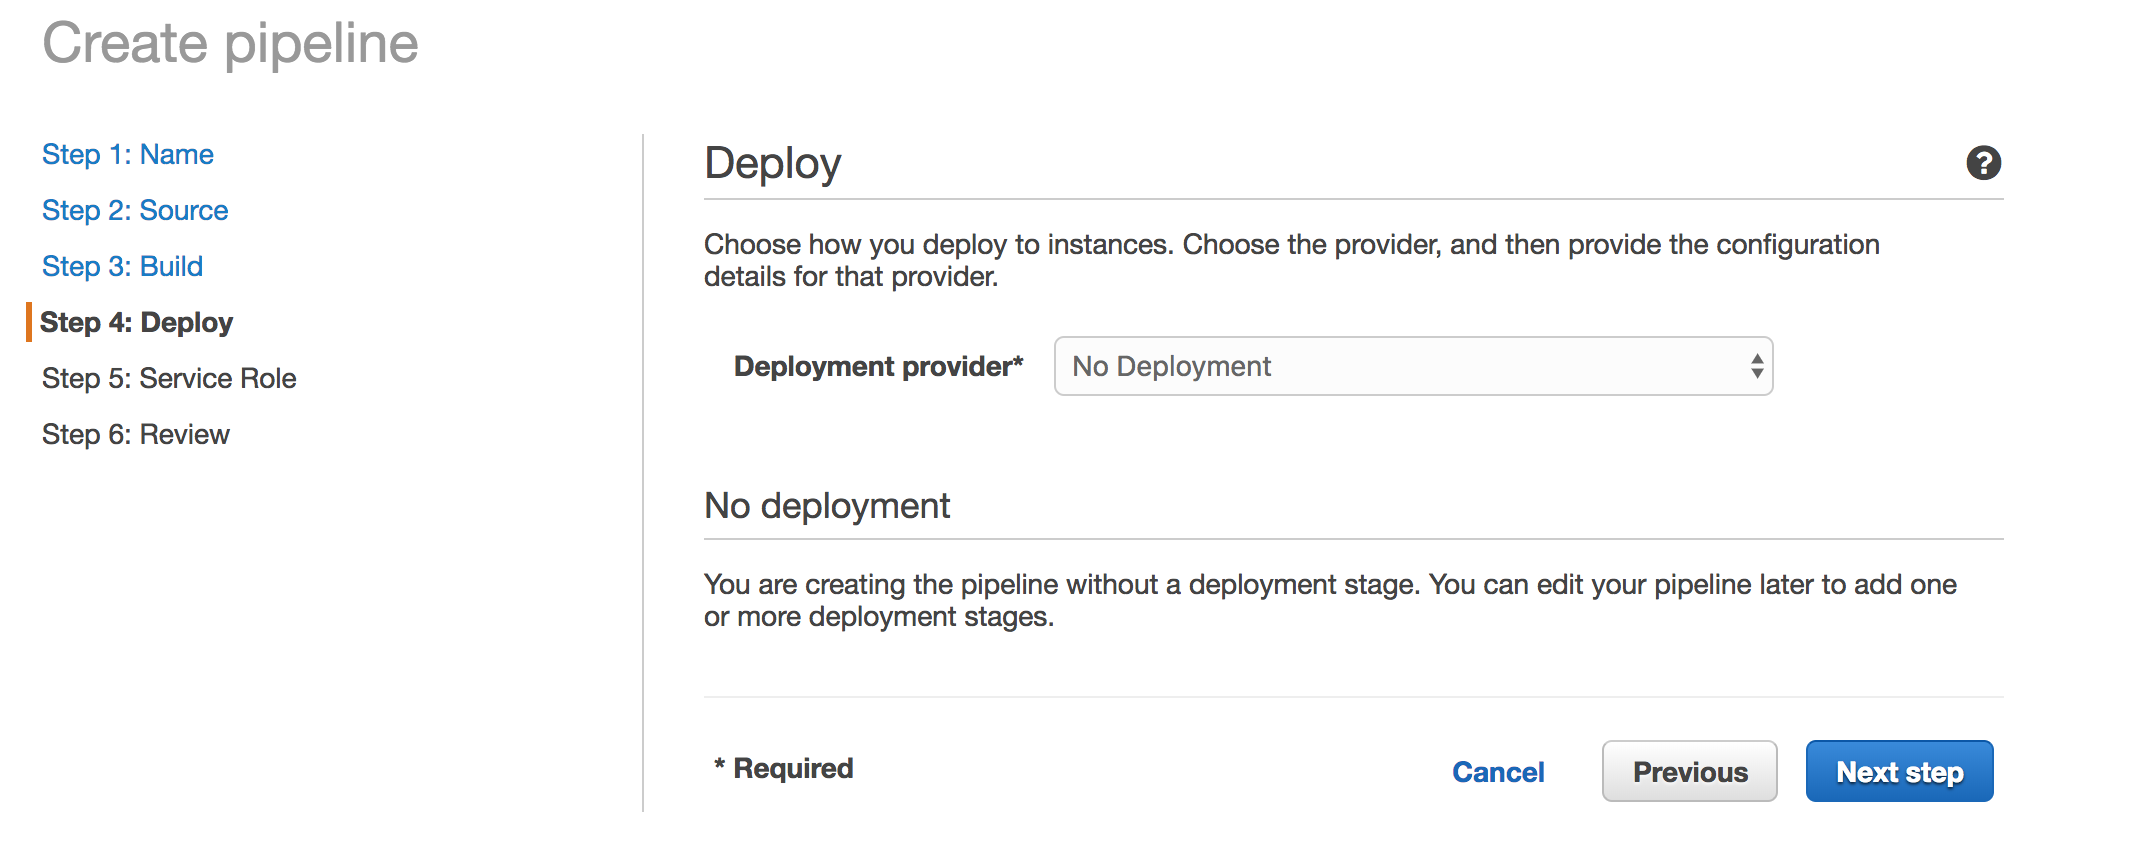 Create pipeline
Step 1: Name
Step 2: Source
Step 3: Build
Step 4: Deploy
Step 5: Service Role
Step 6: Review
Deploy
?
Choose how you deploy to instances. Choose the provider, and then provide the configuration
details for that provider.
Deployment provider* No Deployment
No deployment
You are creating the pipeline without a deployment stage. You can edit your pipeline later to add one
or more deployment stages.
* Required
Cancel Previous Next step